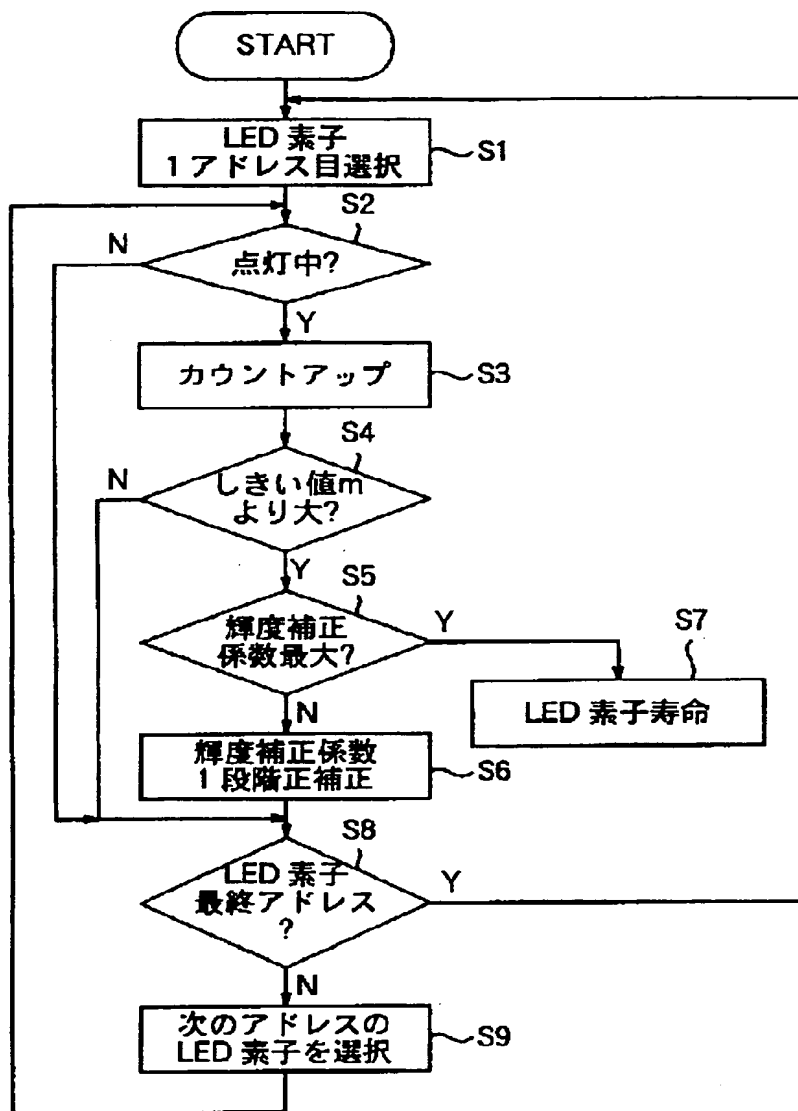 START
LED 素子
1 アドレス目選択
S1
S2
N
点灯中?
Y
カウントアップ
S3
S4
N
しきい値m
より大?
Y
S5
Y
輝度補正
係数最大?
S7
LED 素子寿命
N
輝度補正係数
1 段階正補正
S6
S8
LED 素子
最終アドレス
?
Y
N
次のアドレスの
LED 素子を選択
S9